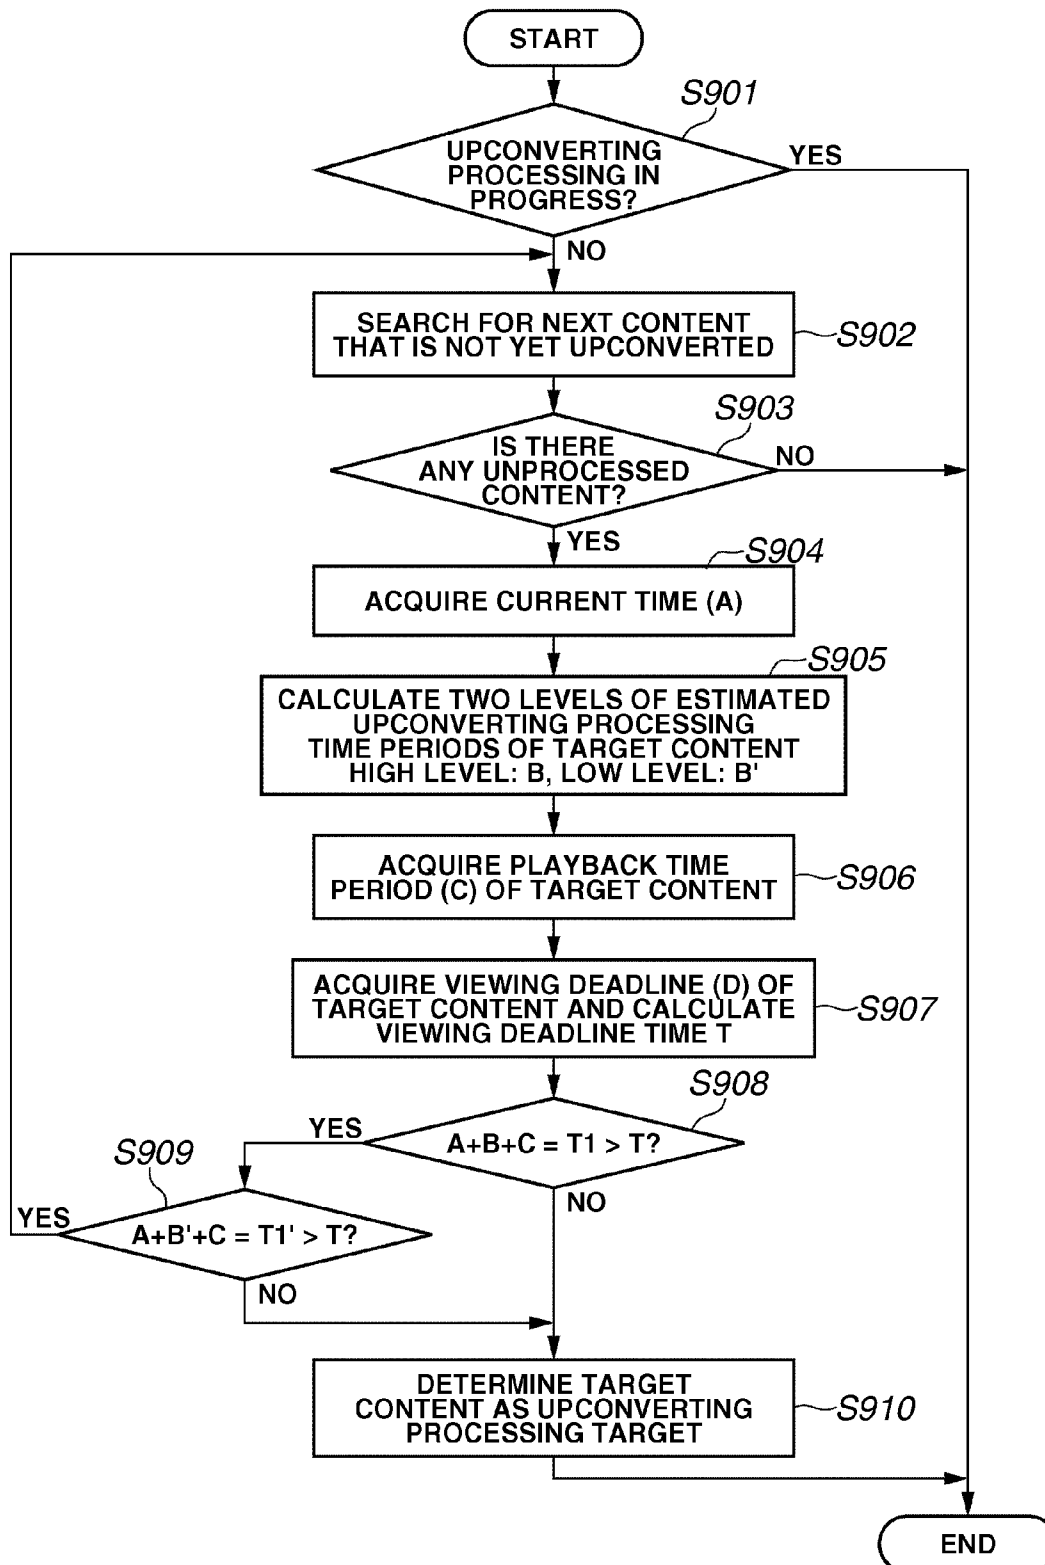 START
S901
UPCONVERTING
PROCESSING IN
PROGRESS?
YES
NO
SEARCH FOR NEXT CONTENT
THAT IS NOT YET UPCONVERTED
S902
S903
IS THERE
ANY UNPROCESSED
CONTENT?
NO
YES
S904
ACQUIRE CURRENT TIME (A)
S905
CALCULATE TWO LEVELS OF ESTIMATED
UPCONVERTING PROCESSING
TIME PERIODS OF TARGET CONTENT
HIGH LEVEL: B, LOW LEVEL: B'
ACQUIRE PLAYBACK TIME
PERIOD (C) OF TARGET CONTENT
S906
ACQUIRE VIEWING DEADLINE (D) OF
TARGET CONTENT AND CALCULATE
VIEWING DEADLINE TIME T
S907
S908
YES
A+B+C = T1 > T?
NO
S909
YES
A+B'+C = T1' > T?
NO
DETERMINE TARGET
CONTENT AS UPCONVERTING
PROCESSING TARGET
S910
END